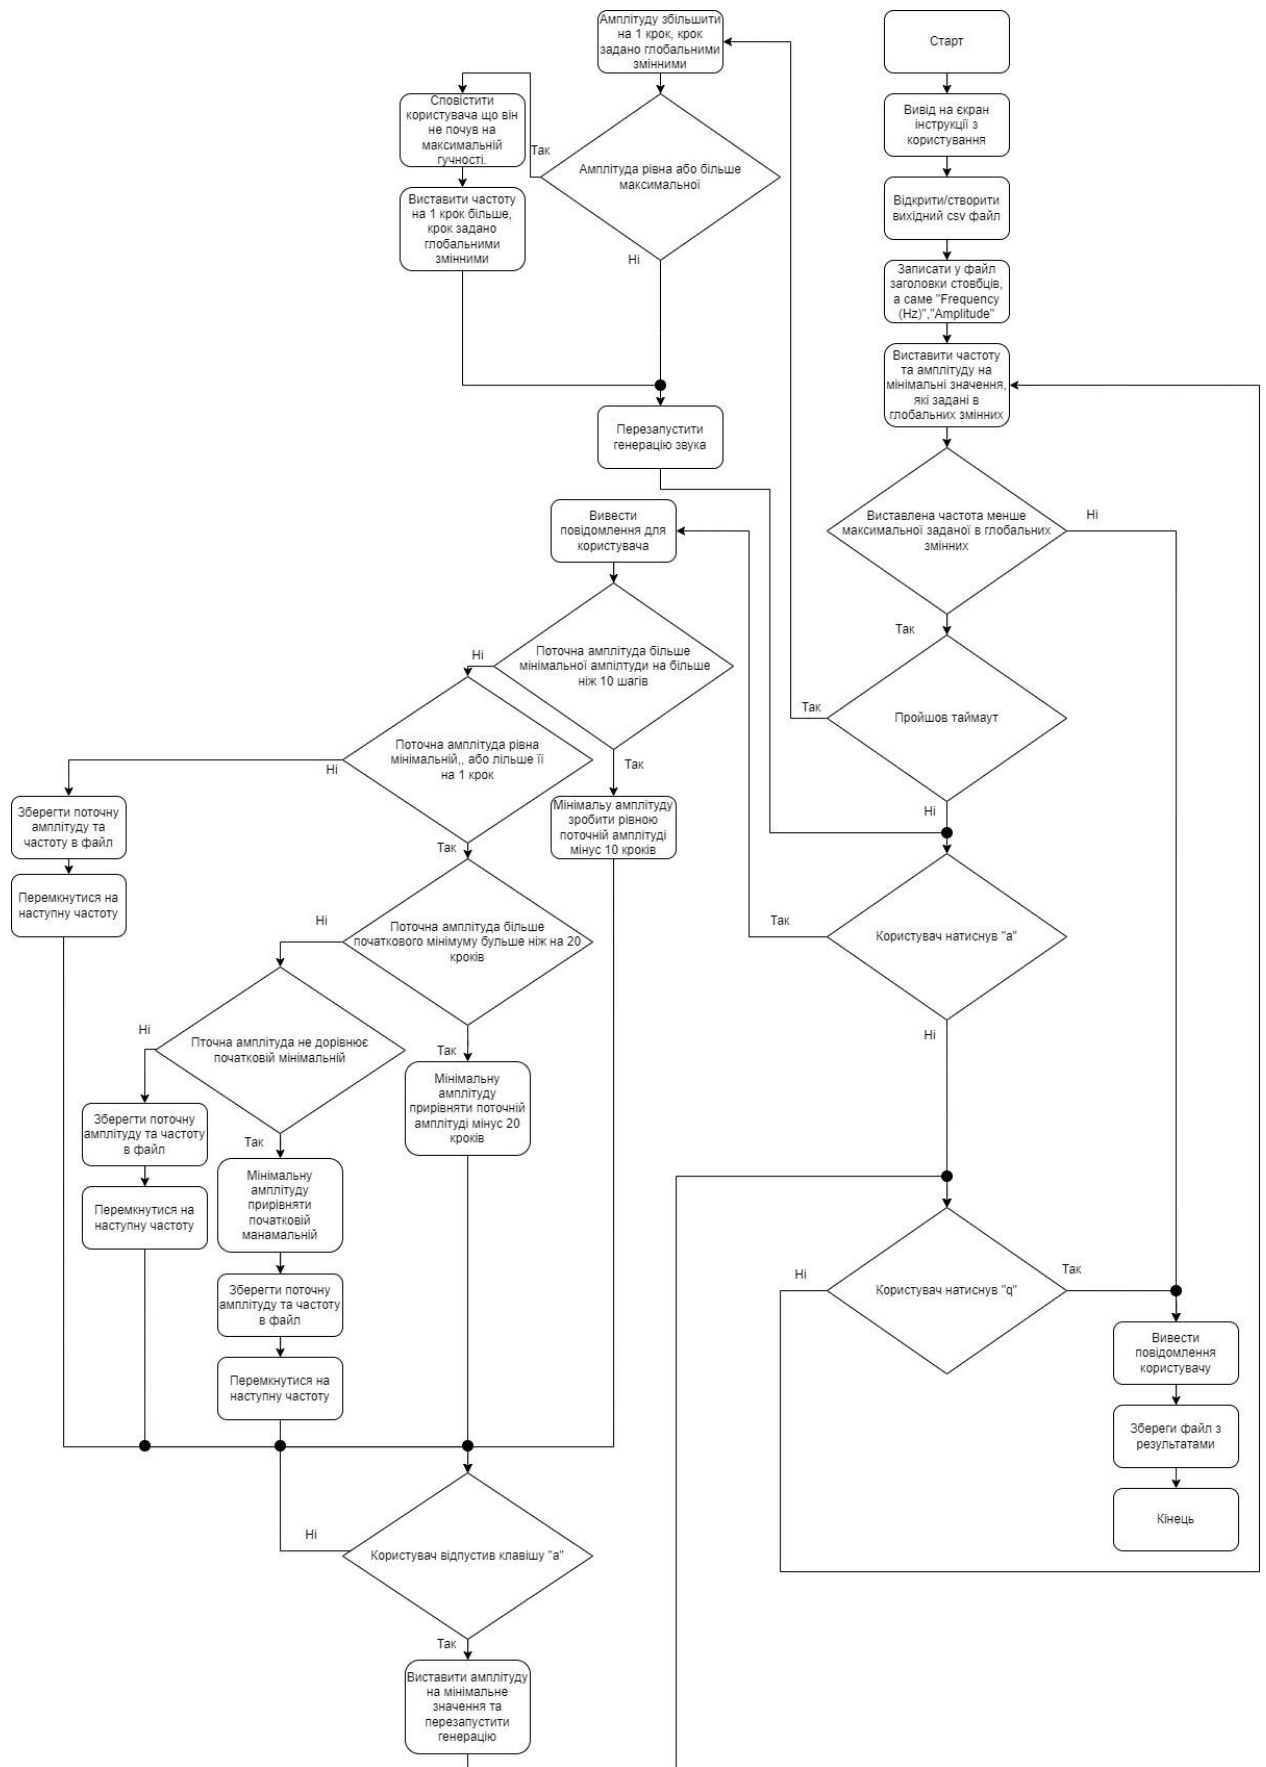 Старт
Вивід на єкран
інструкції з
користування
Відкрити/створити
вихідний csv файл
Записати у файл
заголовки стовбців,
а саме "Frequency
(Hz)","Amplitude"
Виставити частоту
та амплітуду на
мінімальні значення,
які задані в
глобальних змінних
Виставлена частота менше
максимальної заданої в глобальних
змінних
Ні
Так
Пройшов таймаут
Так
Ні
Амплітуду збільшити
на 1 крок, крок
задано глобальними
змінними
Амплітуда рівна або більше
максимальної
Так
Ні
Сповістити
користувача що він
не почув на
максимальній
гучності.
Виставити частоту
на 1 крок більше,
крок задано
глобальними
змінними
Перезапустити
генерацію звука
Користувач натиснув "a"
Так
Ні
Вивести
повідомлення для
користувача
Поточна амплітуда більше
мінімальної ампілтуди на більше
ніж 10 шагів
Ні
Так
Мінімальу амплітуду
зробити рівною
поточній амплітуді
мінус 10 кроків
Поточна амплітуда рівна
мінімальній,, або лільше її
на 1 крок
Ні
Так
Зберегти поточну
амплітуду та
частоту в файл
Перемкнутися на
наступну частоту
Поточна амплітуда більше
початкового мінімуму бульше ніж на 20
кроків
Ні
Так
Мінімальну
амплітуду
прирівняти поточній
амплітуді мінус 20
кроків
Пточна амплітуда не дорівнює
початковій мінімальній
Ні
Так
Зберегти поточну
амплітуду та частоту
в файл
Перемкнутися на
наступну частоту
Мінімальну
амплітуду
прирівняти
початковій
манамальній
Зберегти поточну
амплітуду та частоту
в файл
Перемкнутися на
наступну частоту
Користувач відпустив клавішу "a"
Ні
Так
Виставити амплітуду
на мінімальне
значення та
перезапустити
генерацію
Користувач натиснув "q"
Ні
Так
Вивести
повідомлення
користувачу
Збереги файл з
результатами
Кінець